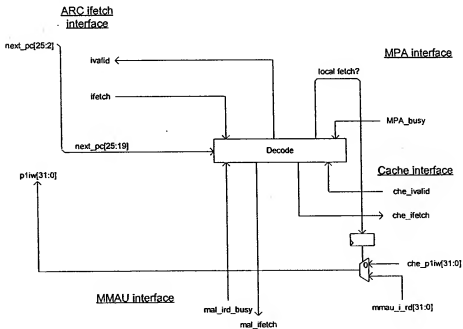 ARC ifetch
interface
next_pc[25:2]
ivalid
MPA interface
local fetch?
ifetch
MPA_busy
next_pc[25:19]
Decode
p1iw[31:0]
Cache interface
che_ivalid
che_ifetch
0
che_p1iw[31:0]
MMAU interface
mmau_i_rd[31:0]
mal_ird_busy
mal_ifetch